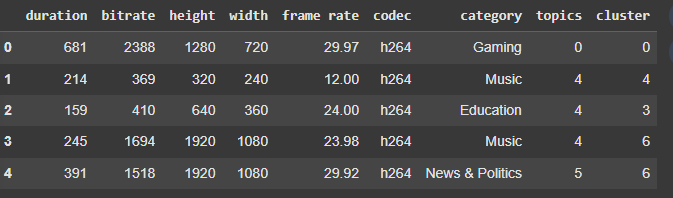 duration bitrate height width frame rate codec category topics cluster
0 681 2388 1280 720 29.97 h264 Gaming 0 0
1 214 369 320 240 12.00 h264 Music 4 4
2 159 410 640 360 24.00 h264 Education 4 3
3 245 1694 1920 1080 23.98 h264 Music 4 6
4 391 1518 1920 1080 29.92 h264 News & Politics 5 6